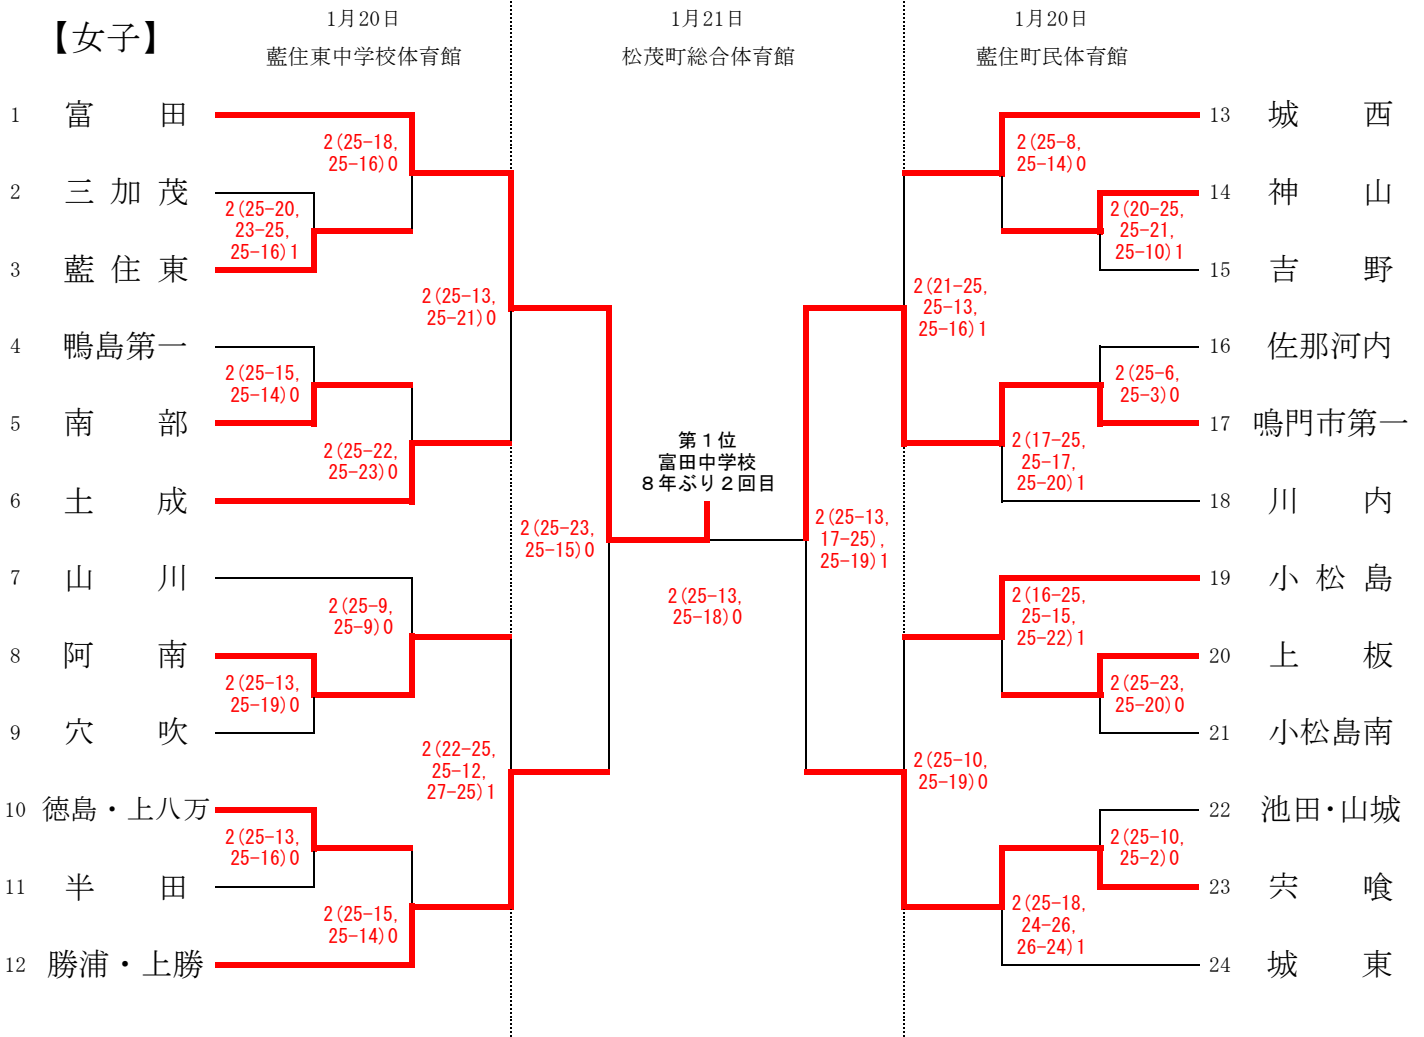 【女子】
1月20日
藍住東中学校体育館
1月21日
松茂町総合体育館
1月20日
藍住町民体育館
1 富田
2 三加茂
3 藍住東
4 鴨島第一
5 南部
6 土成
7 山川
8 阿南
9 穴吹
10 徳島・上八万
11 半田
12 勝浦・上勝
2(25-18,
25-16)0
2(25-20,
23-25,
25-16)1
2(25-13,
25-21)0
2(25-15,
25-14)0
2(25-22,
25-23)0
2(25-23,
25-15)0
2(25-9,
25-9)0
2(25-13,
25-19)0
2(22-25,
25-12,
27-25)1
2(25-13,
25-16)0
2(25-15,
25-14)0
第1位
富田中学校
8年ぶり2回目
2(25-13,
25-18)0
2(25-8,
25-14)0
2(20-25,
25-21,
25-10)1
2(21-25,
25-13,
25-16)1
2(25-6,
25-3)0
2(17-25,
25-17,
25-20)1
2(25-13,
17-25),
25-19)1
2(16-25,
25-15,
25-22)1
2(25-23,
25-20)0
2(25-10,
25-19)0
2(25-10,
25-2)0
2(25-18,
24-26,
26-24)1
13 城西
14 神山
15 吉野
16 佐那河内
17 鳴門市第一
18 川内
19 小松島
20 上板
21 小松島南
22 池田・山城
23 宍喰
24 城東